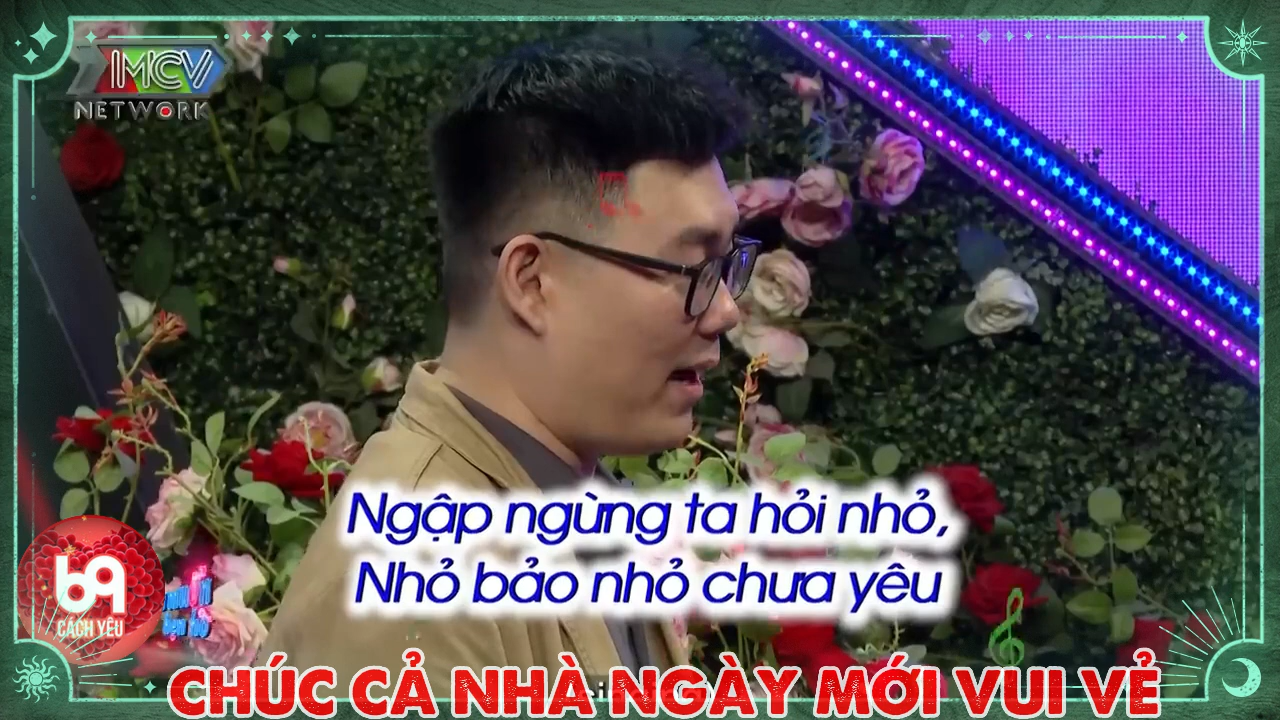 MCV
NETWORK
Ngập ngừng ta hỏi nhỏ,
Nhỏ bảo nhỏ chưa yêu
69
CÁCH YÊU
CHÚC CẢ NHÀ NGÀY MỚI VUI VẺ